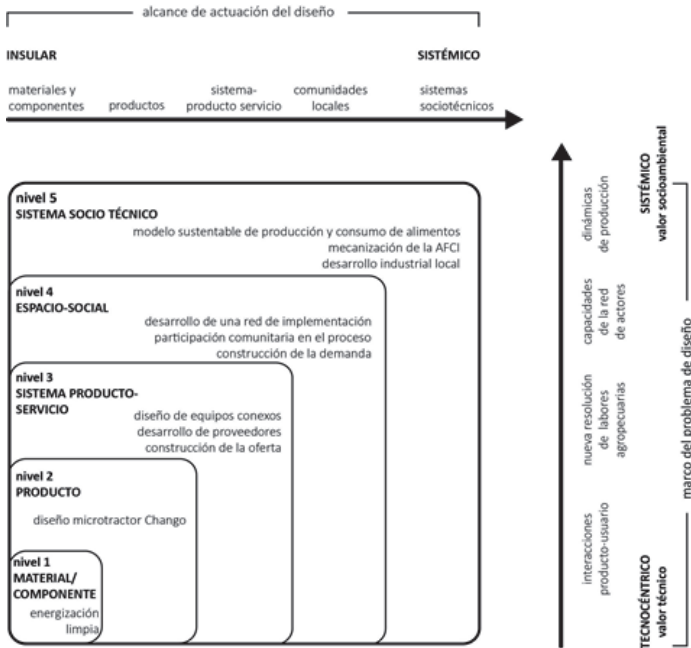 alcance de actuación del diseño
INSULAR
SISTÉMICO
materiales y
componentes
productos
sistema-
producto servicio
comunidades
locales
sistemas
sociotécnicos
nivel 5
SISTEMA SOCIO TÉCNICO
modelo sustentable de producción y consumo de alimentos
mecanización de la AFCI
desarrollo industrial local
nivel 4
ESPACIO-SOCIAL
desarrollo de una red de implementación
participación comunitaria en el proceso
construcción de la demanda
nivel 3
SISTEMA PRODUCTO-
SERVICIO
diseño de equipos conexos
desarrollo de proveedores
construcción de la oferta
nivel 2
PRODUCTO
diseño microtractor Chango
nivel 1
MATERIAL/
COMPONENTE
energización
limpia
dinámicas
de producción
capacidades
de la red
de actores
nueva resolución
de labores
agropecuarias
interacciones
producto-usuario
SISTÉMICO
valor socioambiental
TECNOCÉNTRICO
valor técnico
marco del problema de diseño